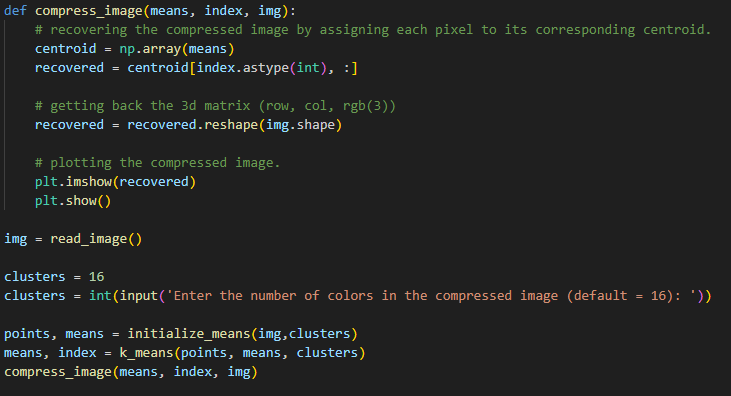 def compress_image(means, index, img):
    # recovering the compressed image by assigning each pixel to its corresponding centroid.
    centroid = np.array(means)
    recovered = centroid[index.astype(int), :]
    # getting back the 3d matrix (row, col, rgb(3))
    recovered = recovered.reshape(img.shape)
    # plotting the compressed image.
    plt.imshow(recovered)
    plt.show()
img = read_image()
clusters = 16
clusters = int(input('Enter the number of colors in the compressed image (default = 16): '))
points, means = initialize_means(img,clusters)
means, index = k_means(points, means, clusters)
compress_image(means, index, img)